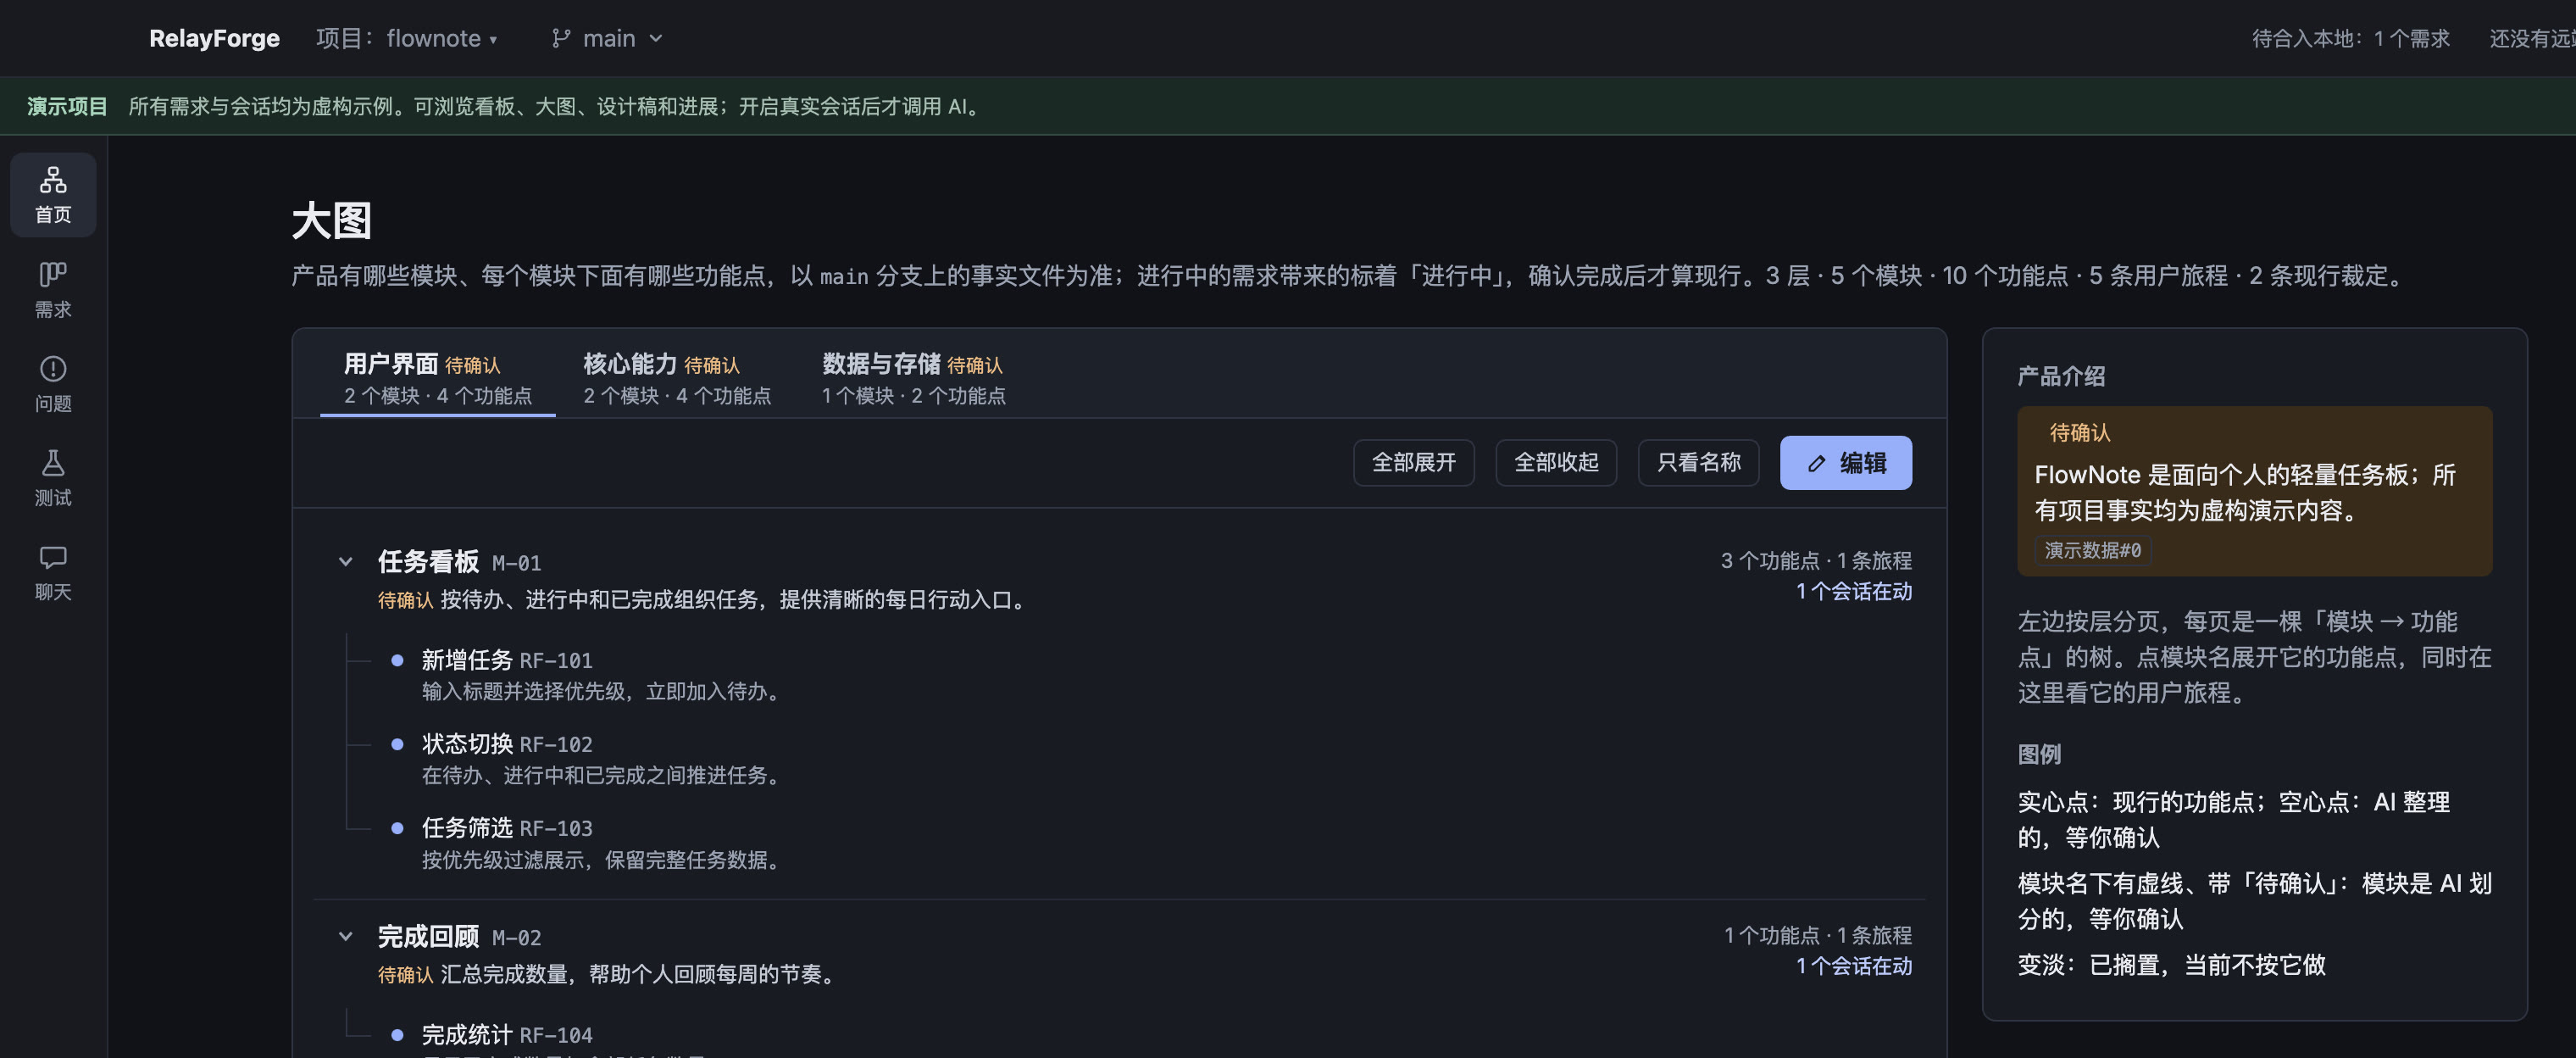 RelayForge 项目：flownote main 待合入本地：1 个需求 还没有远
演示项目 所有需求与会话均为虚构示例。可浏览看板、大图、设计稿和进展；开启真实会话后才调用 AI。
首页
需求
问题
测试
聊天
大图
产品有哪些模块、每个模块下面有哪些功能点，以 main 分支上的事实文件为准；进行中的需求带来的标着「进行中」，确认完成后才算现行。3 层 · 5 个模块 · 10 个功能点 · 5 条用户旅程 · 2 条现行裁定。
用户界面 待确认
2 个模块 · 4 个功能点
核心能力 待确认
2 个模块 · 4 个功能点
数据与存储 待确认
1 个模块 · 2 个功能点
全部展开 全部收起 只看名称 编辑
任务看板 M-01
3 个功能点 · 1 条旅程
1 个会话在动
待确认 按待办、进行中和已完成组织任务，提供清晰的每日行动入口。
新增任务 RF-101
输入标题并选择优先级，立即加入待办。
状态切换 RF-102
在待办、进行中和已完成之间推进任务。
任务筛选 RF-103
按优先级过滤展示，保留完整任务数据。
完成回顾 M-02
1 个功能点 · 1 条旅程
1 个会话在动
待确认 汇总完成数量，帮助个人回顾每周的节奏。
完成统计 RF-104
产品介绍
待确认
FlowNote 是面向个人的轻量任务板；所
有项目事实均为虚构演示内容。
演示数据#0
左边按层分页，每页是一棵「模块 → 功能
点」的树。点模块名展开它的功能点，同时在
这里看它的用户旅程。
图例
实心点：现行的功能点；空心点：AI 整理
的，等你确认
模块名下有虚线、带「待确认」：模块是 AI 划
分的，等你确认
变淡：已搁置，当前不按它做